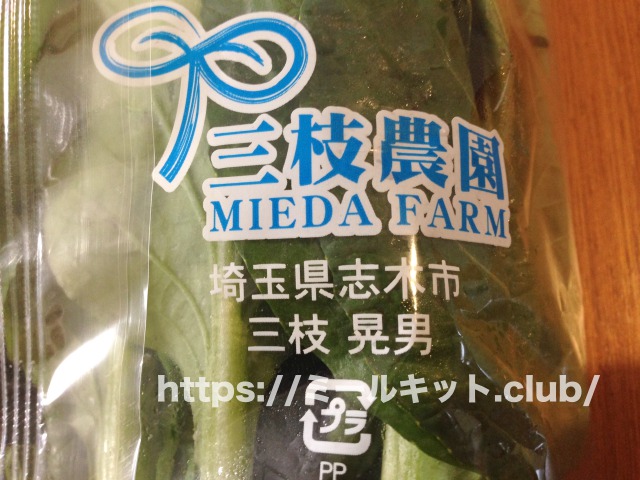 三枝農園
MIEDA FARM
埼玉県志木市
三枝 晃男
https://ミールキット.club/
プラ
PP